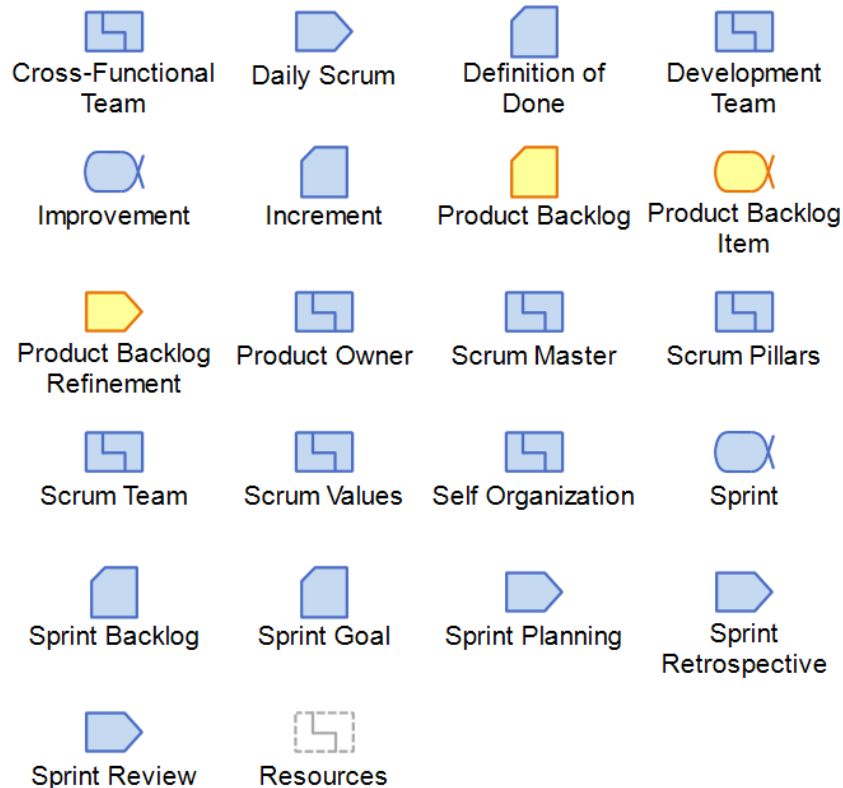 Cross-Functional
Team
Daily Scrum
Definition of
Done
Development
Team
Improvement
Increment
Product Backlog
Product Backlog
Item
Product Backlog
Refinement
Product Owner
Scrum Master
Scrum Pillars
Scrum Team
Scrum Values
Self Organization
Sprint
Sprint Backlog
Sprint Goal
Sprint Planning
Sprint
Retrospective
Sprint Review
Resources